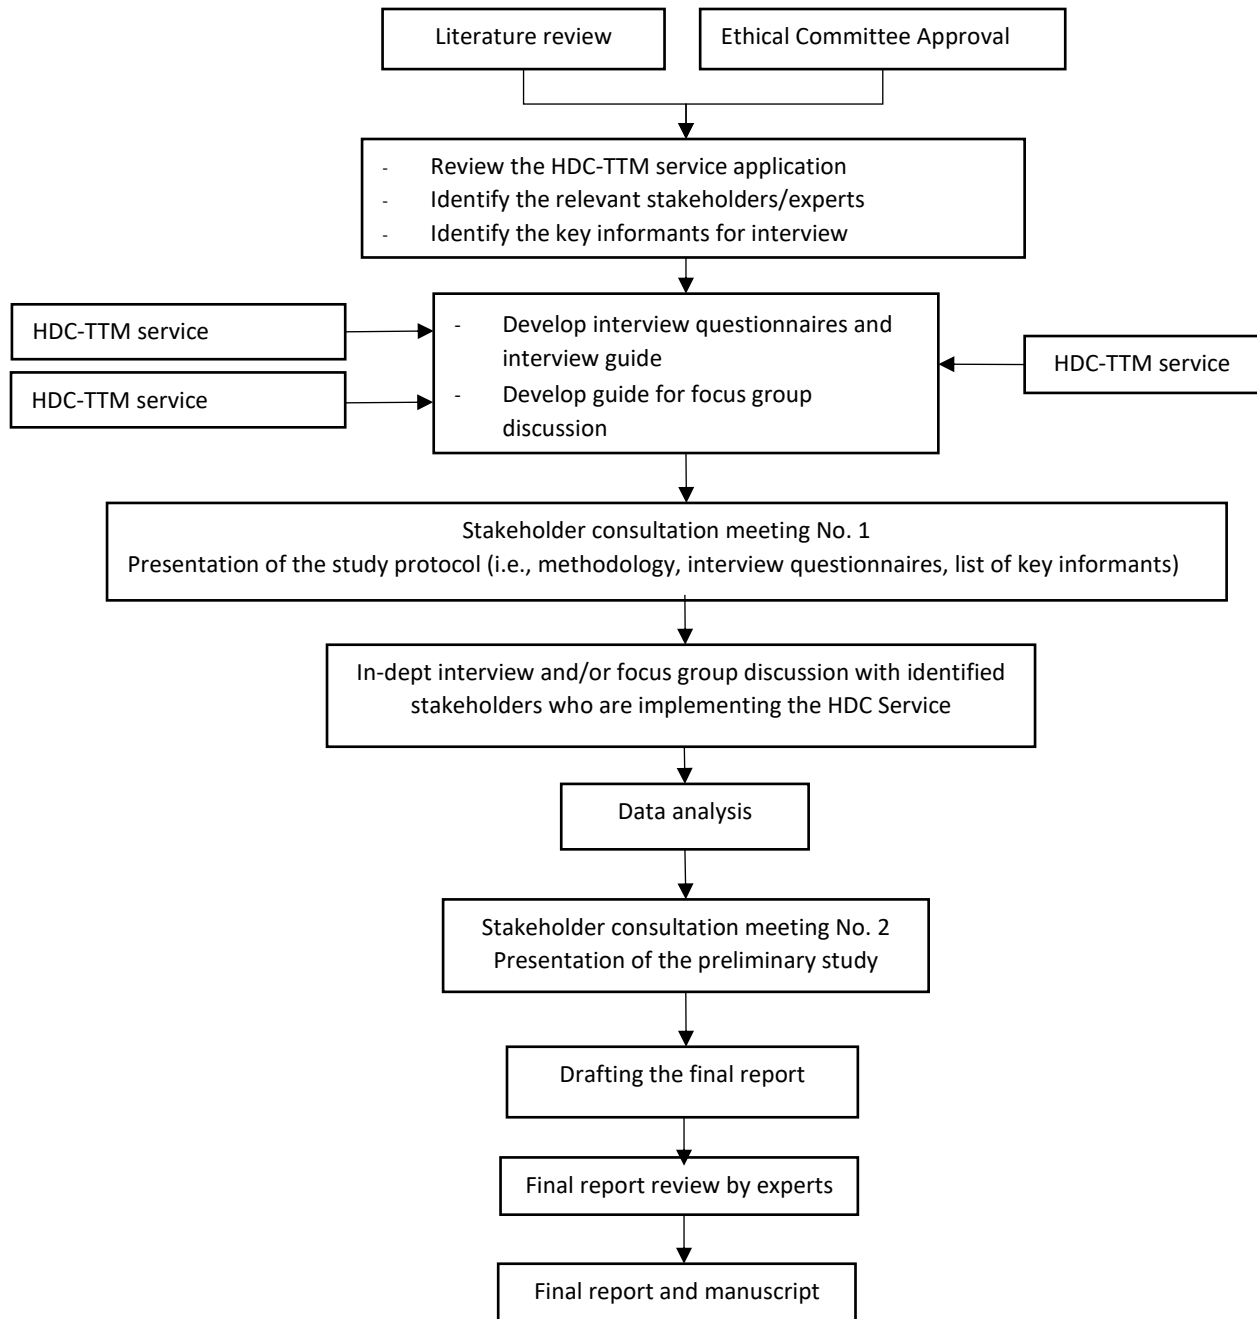 Literature review
Ethical Committee Approval
- Review the HDC-TTM service application
- Identify the relevant stakeholders/experts
- Identify the key informants for interview
HDC-TTM service
HDC-TTM service
- Develop interview questionnaires and
interview guide
- Develop guide for focus group
discussion
HDC-TTM service
Stakeholder consultation meeting No. 1
Presentation of the study protocol (i.e., methodology, interview questionnaires, list of key informants)
In-dept interview and/or focus group discussion with identified
stakeholders who are implementing the HDC Service
Data analysis
Stakeholder consultation meeting No. 2
Presentation of the preliminary study
Drafting the final report
Final report review by experts
Final report and manuscript